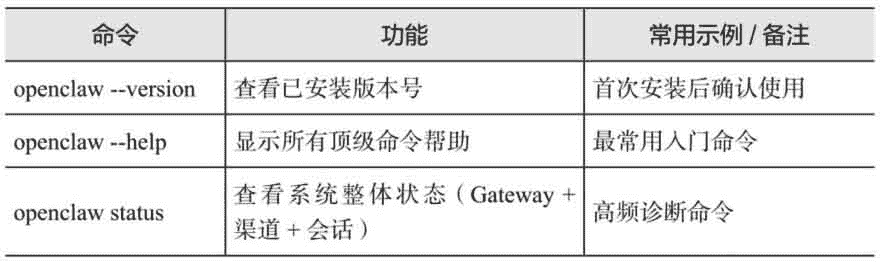 命令 功能 常用示例 / 备注
openclaw --version 查看已安装版本号 首次安装后确认使用
openclaw --help 显示所有顶级命令帮助 最常用入门命令
openclaw status 查看系统整体状态（Gateway + 渠道 + 会话） 高频诊断命令